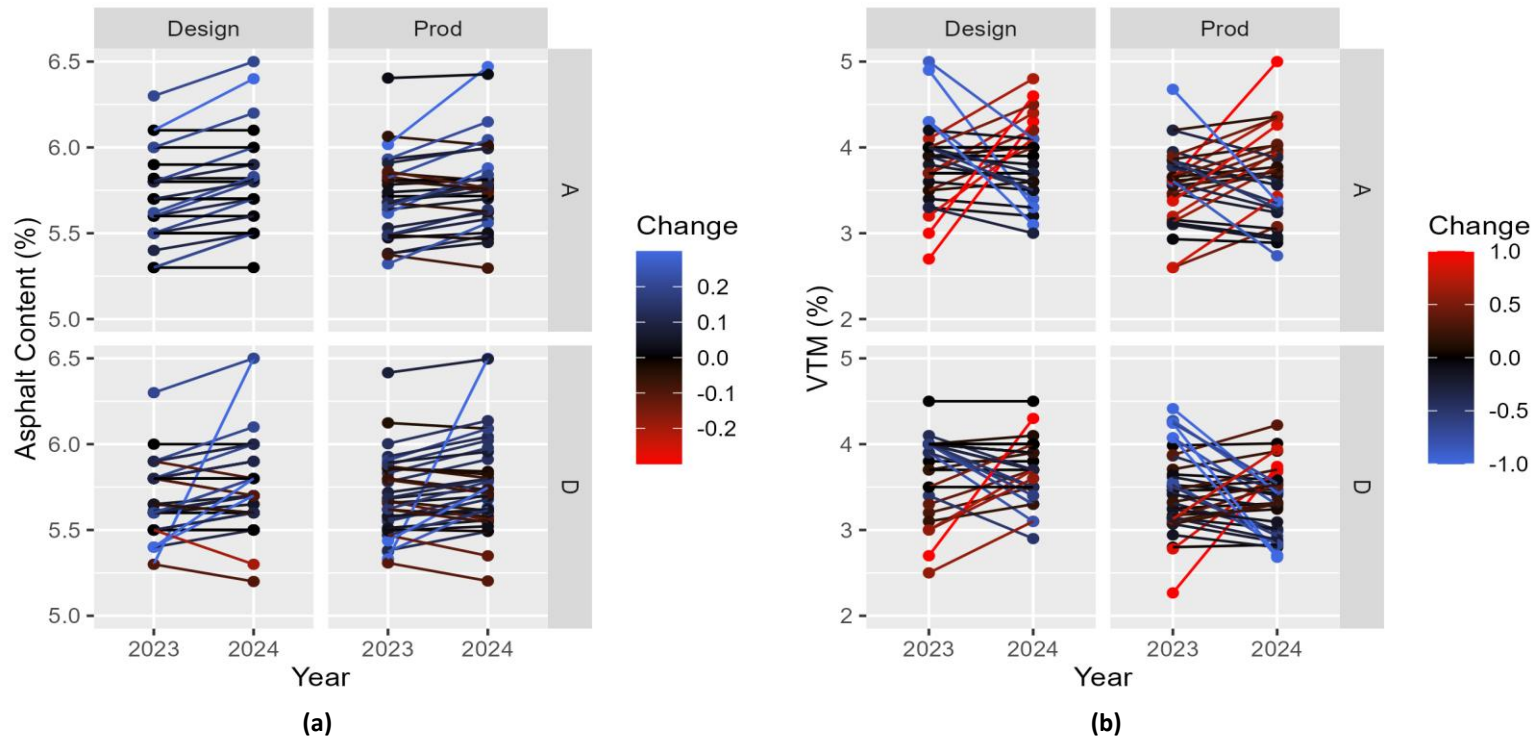 Design Prod
Asphalt Content (%)
6.5
6.0
5.5
5.0
A
6.5
6.0
5.5
5.0
D
2023 2024 2023 2024
Year
Change
0.2
0.1
0.0
-0.1
-0.2
(a)
Design Prod
VTM (%)
5
4
3
2
A
5
4
3
2
D
2023 2024 2023 2024
Year
Change
1.0
0.5
0.0
-0.5
-1.0
(b)